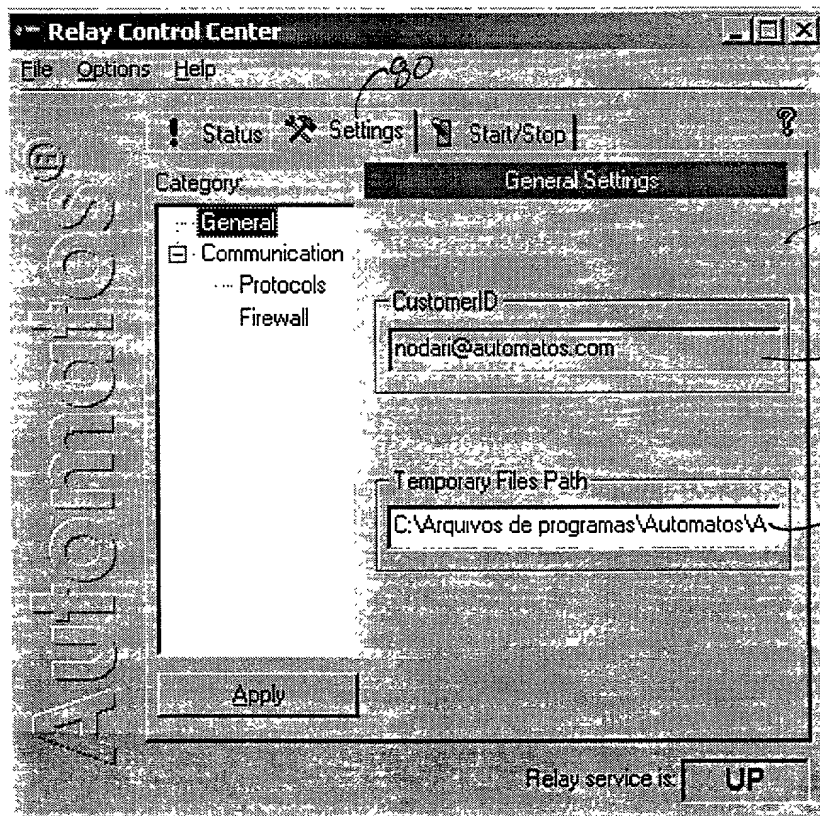 Relay Control Center
File Options Help
80
! Status Settings Start/Stop ?
Category:
General Settings
General
Communication
Protocols
Firewall
CustomerID
nodari@automatos.com
Temporary Files Path
C:\Arquivos de programas\Automatos\A
Apply
Automatos®
Relay service is: UP